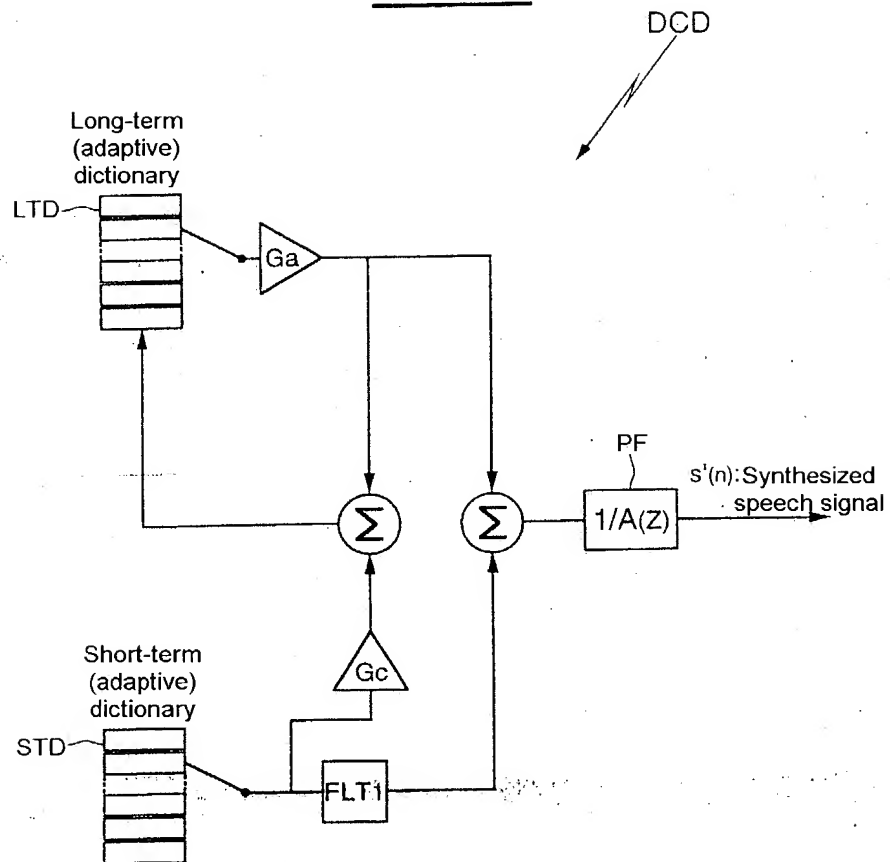 DCD
Long-term
(adaptive)
dictionary
LTD
Ga
PF
s'(n):Synthesized
speech signal
1/A(Z)
Σ
Σ
Gc
Short-term
(adaptive)
dictionary
STD
FLT1